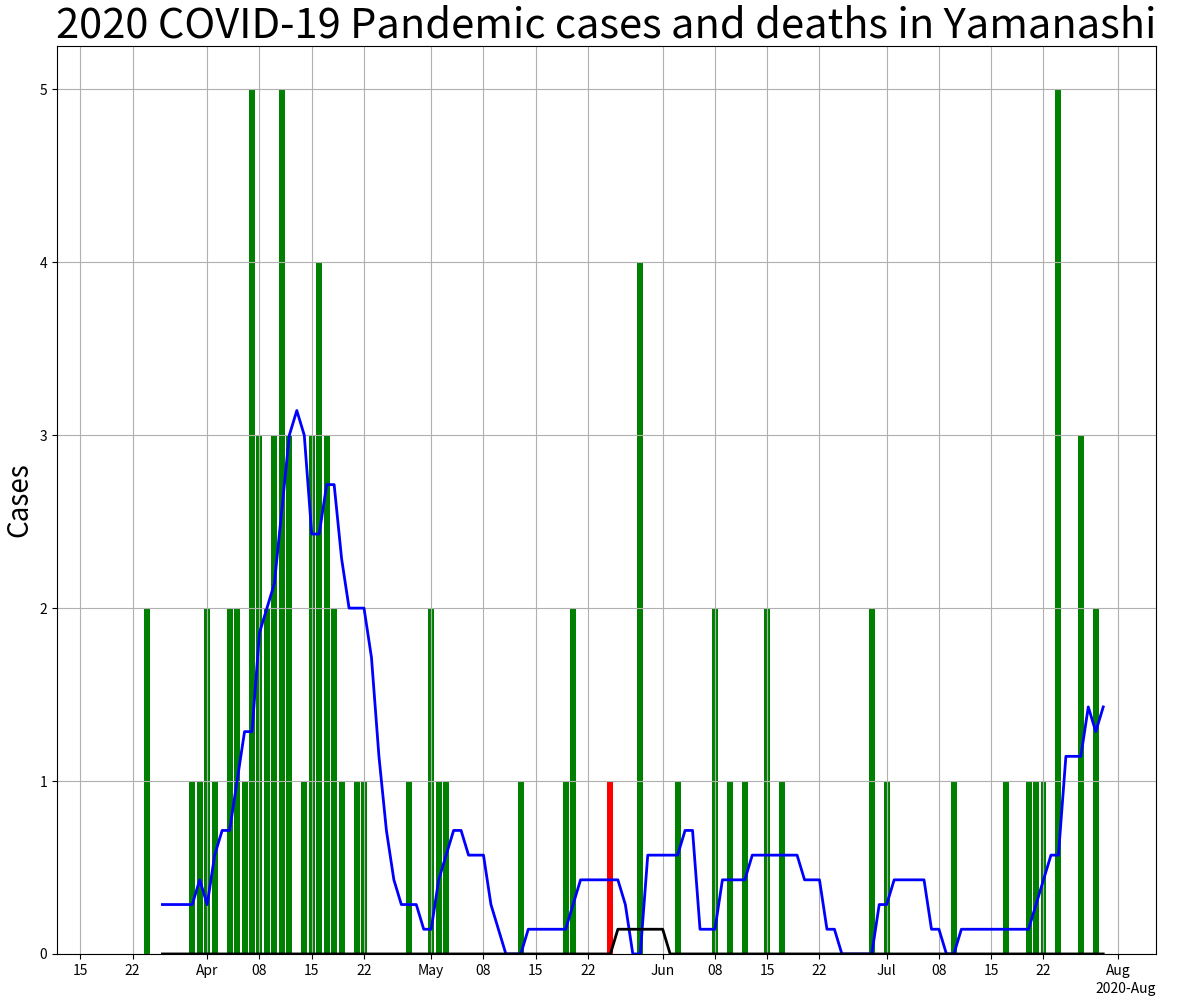 2020 COVID-19 Pandemic cases and deaths in Yamanashi
5
4
3
2
1
0
Cases
15 22 Apr 08 15 22 May 08 15 22 Jun 08 15 22 Jul 08 15 22 Aug
2020-Aug